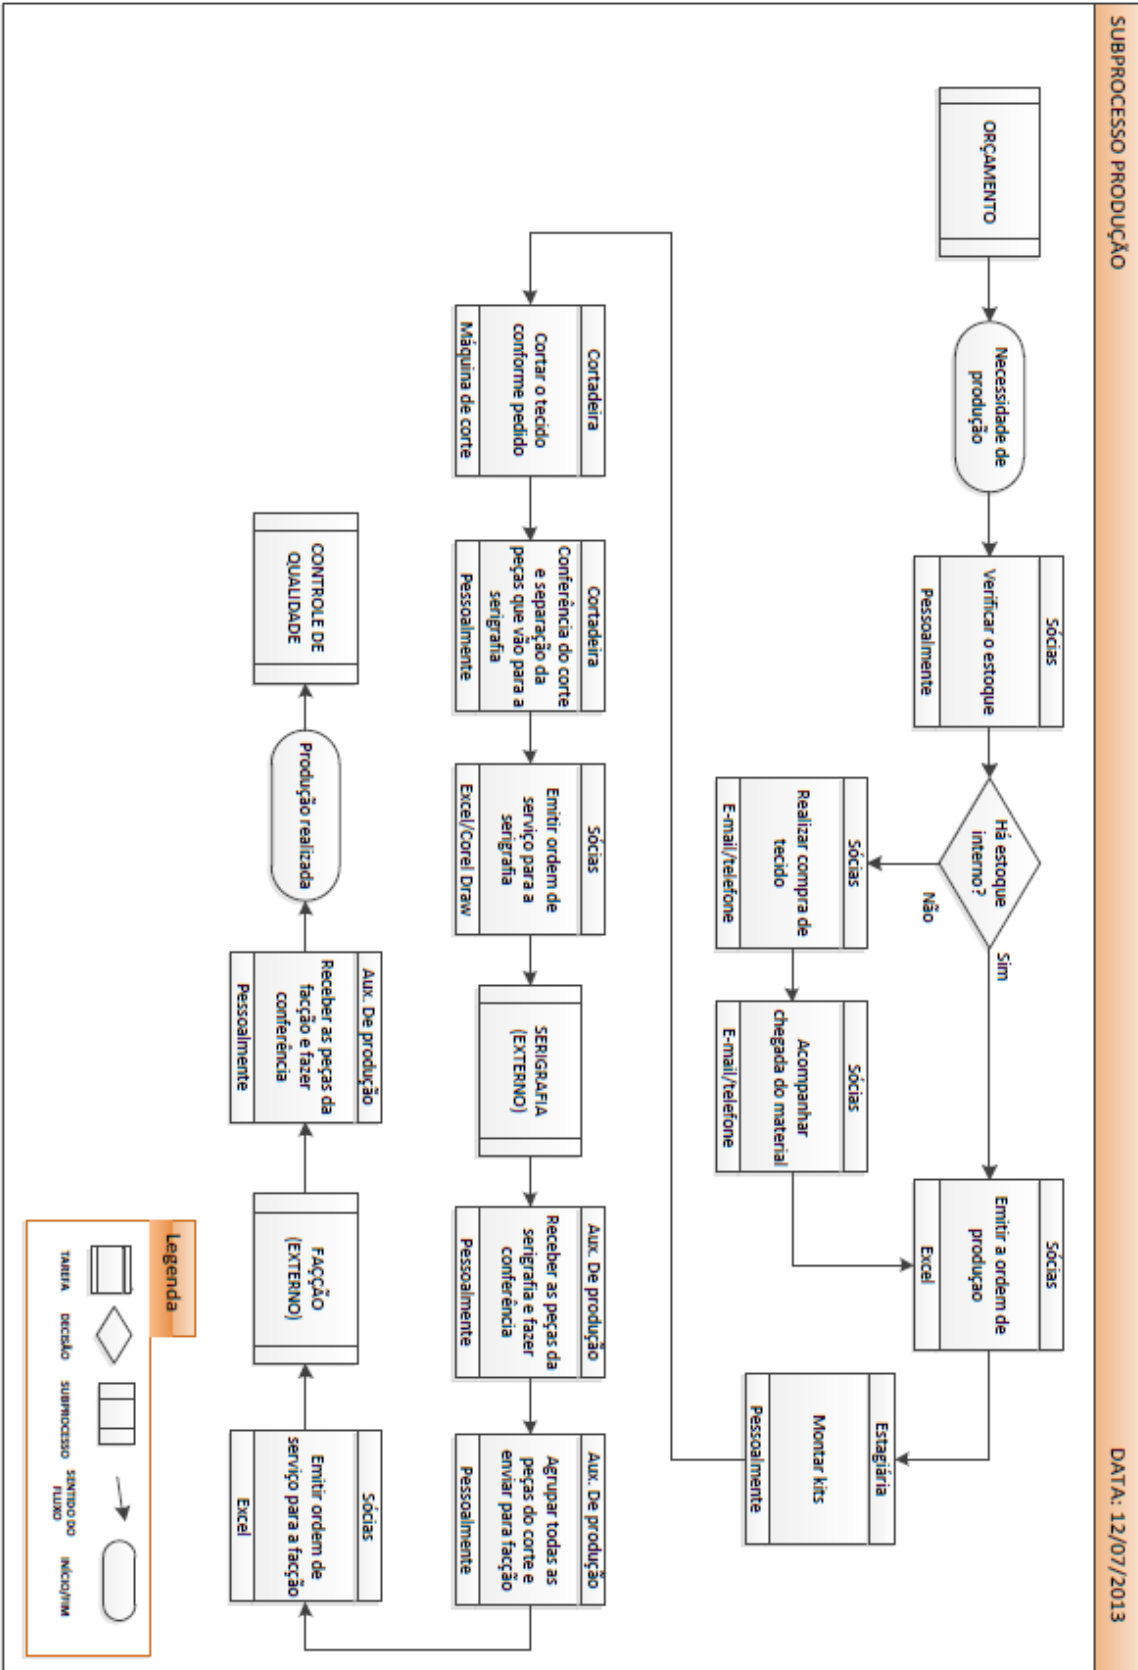 SUBPROCESSO PRODUÇÃO
DATA: 12/07/2013
ORÇAMENTO
Necessidade de
produção
Sócias
Verificar o estoque
Pessoalmente
Há estoque
interno?
Sim
Não
Sócias
Realizar compra de
tecido
E-mail/telefone
Sócias
Acompanhar
chegada do material
E-mail/telefone
Sócias
Emitir a ordem de
produçao
Excel
Estagiária
Montar kits
Pessoalmente
Cortadeira
Cortar o tecido
conforme pedido
Máquina de corte
Cortadeira
Conferência do corte
e separação da
peças que vão para a
serigrafia
Pessoalmente
Sócias
Emitir ordem de
serviço para a
serigrafia
Excel/Corel Draw
SERIGRAFIA
(EXTERNO)
Aux. De produção
Receber as peças da
serigrafia e fazer
conferência
Pessoalmente
Aux. De produção
Agrupar todas as
peças do corte e
enviar para facção
Pessoalmente
Sócias
Emitir ordem de
serviço para a facção
Excel
FACÇÃO
(EXTERNO)
Aux. De produção
Receber as peças da
facção e fazer
conferência
Pessoalmente
Produção realizada
CONTROLE DE
QUALIDADE
Legenda
TAREFA
DECISÃO
SUBPROCESSO
SENTIDO DO
FLUXO
INÍCIO/FIM